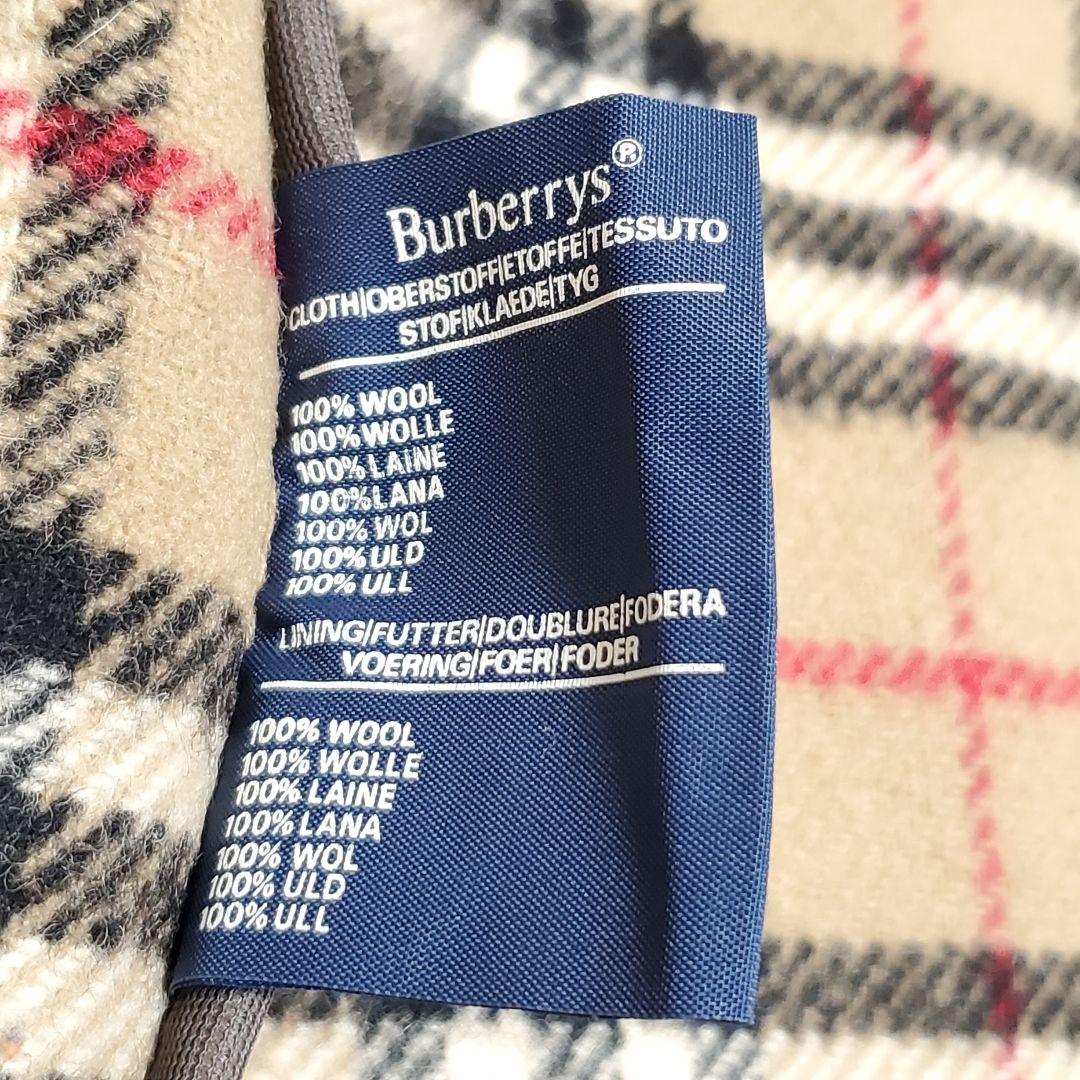 Burberrys®
CLOTH|OBERSTOFF|ETOFFE|TESSUTO
STOF|KLAEDE|TYG
100% WOOL
100% WOLLE
100% LAINE
100% LANA
100% WOL
100% ULD
100% ULL
LINING|FUTTER|DOUBLURE|FODERA
VOERING|FOER|FODER
100% WOOL
100% WOLLE
100% LAINE
100% LANA
100% WOL
100% ULD
100% ULL